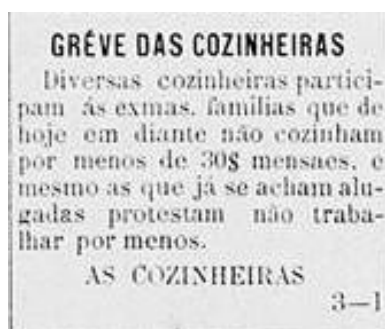 GRÉVE DAS COZINHEIRAS
Diversas cozinheiras partici-
pam ás exmas. familias que de
hoje em diante não cozinham
por menos de 30$ mensaes, e
mesmo as que já se acham alu-
gadas protestam não traba-
lhar por menos.
AS COZINHEIRAS
3—1